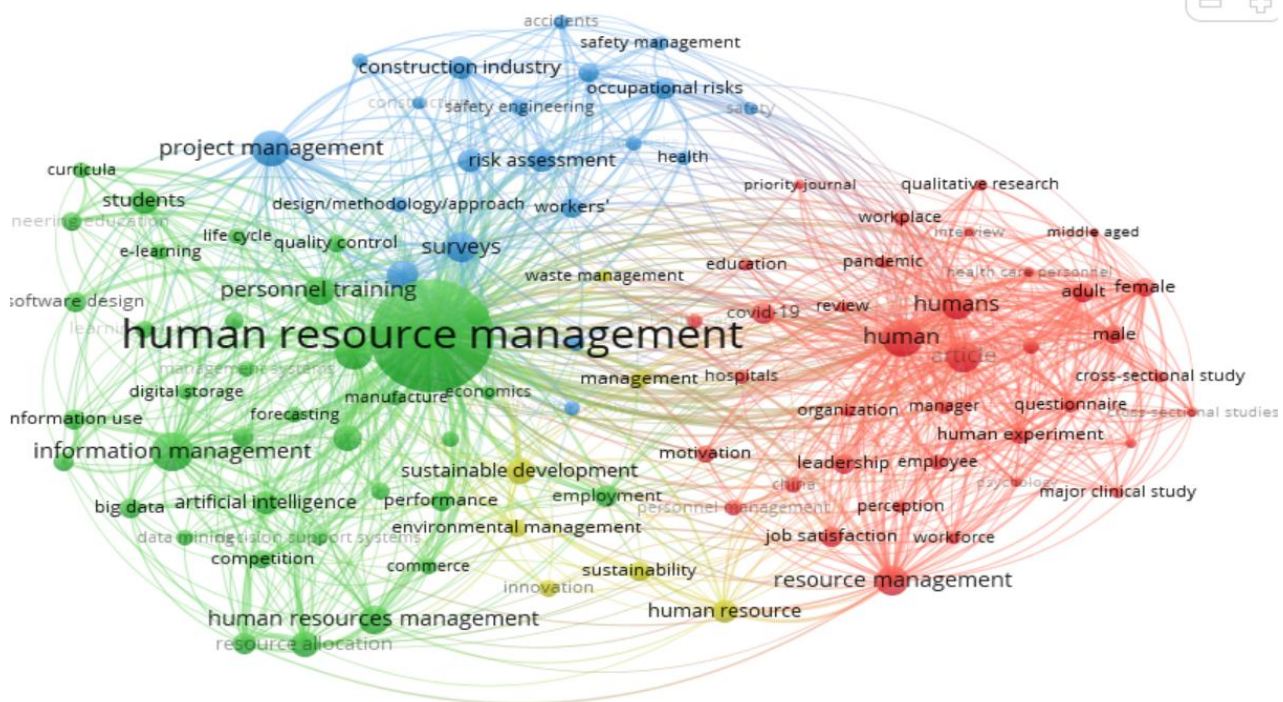 accidents
safety management
construction industry
occupational risks
safety engineering
safety
project management
risk assessment
health
curricula
priority journal
qualitative research
students
design/methodology/approach
workers'
workplace
neering education
interview
middle aged
life cycle
quality control
surveys
e-learning
education
pandemic
waste management
health care personnel
personnel training
adult
female
software design
humans
covid-19
review
human resource management
human
male
article
management systems
management
hospitals
cross-sectional study
digital storage
manufacture
economics
organization
manager
questionnaire
cross-sectional studies
nformation use
forecasting
human experiment
information management
motivation
leadership
employee
sustainable development
psychology
china
major clinical study
big data
artificial intelligence
performance
employment
personnel management
perception
environmental management
data mining
decision support systems
job satisfaction
workforce
competition
commerce
sustainability
resource management
innovation
human resource
human resources management
resource allocation